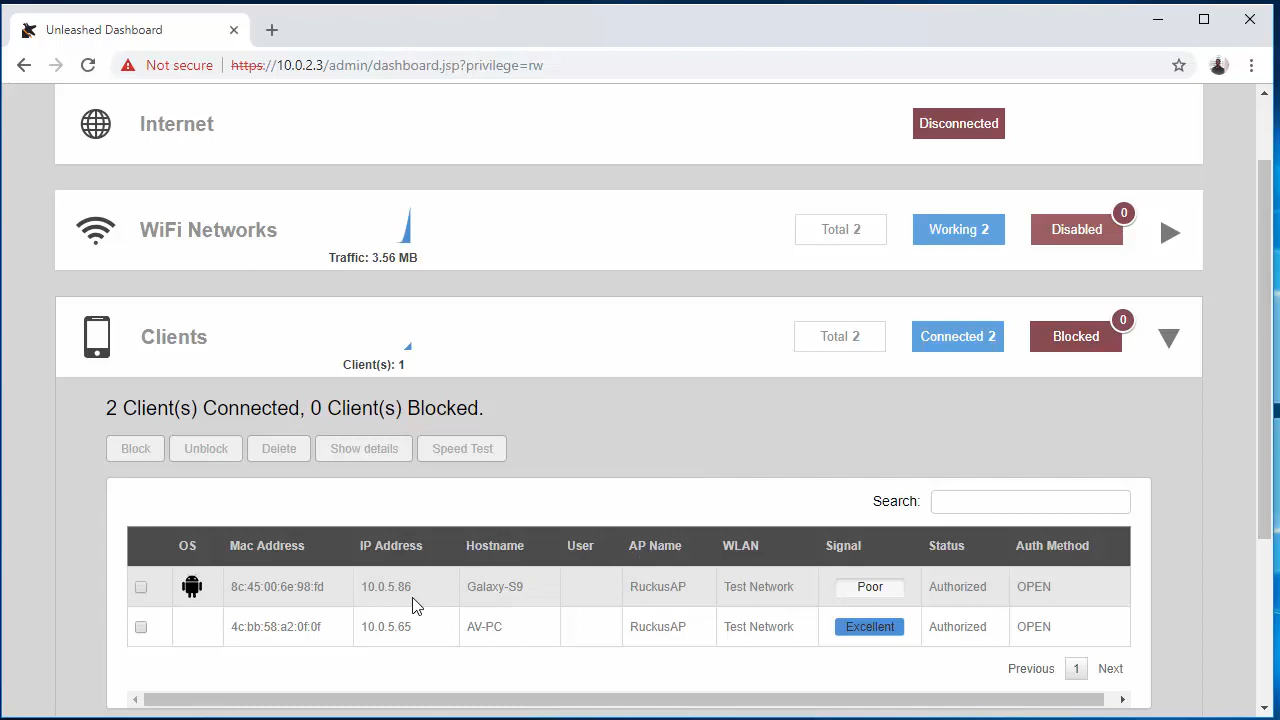 Unleashed Dashboard
Not secure https://10.0.2.3/admin/dashboard.jsp?privilege=rw
Internet Disconnected
WiFi Networks Traffic: 3.56 MB Total 2 Working 2 Disabled 0
Clients Client(s): 1 Total 2 Connected 2 Blocked 0
2 Client(s) Connected, 0 Client(s) Blocked.
Block Unblock Delete Show details Speed Test
Search:
OS Mac Address IP Address Hostname User AP Name WLAN Signal Status Auth Method
8c:45:00:6e:98:fd 10.0.5.86 Galaxy-S9 RuckusAP Test Network Poor Authorized OPEN
4c:bb:58:a2:0f:0f 10.0.5.65 AV-PC RuckusAP Test Network Excellent Authorized OPEN
Previous 1 Next